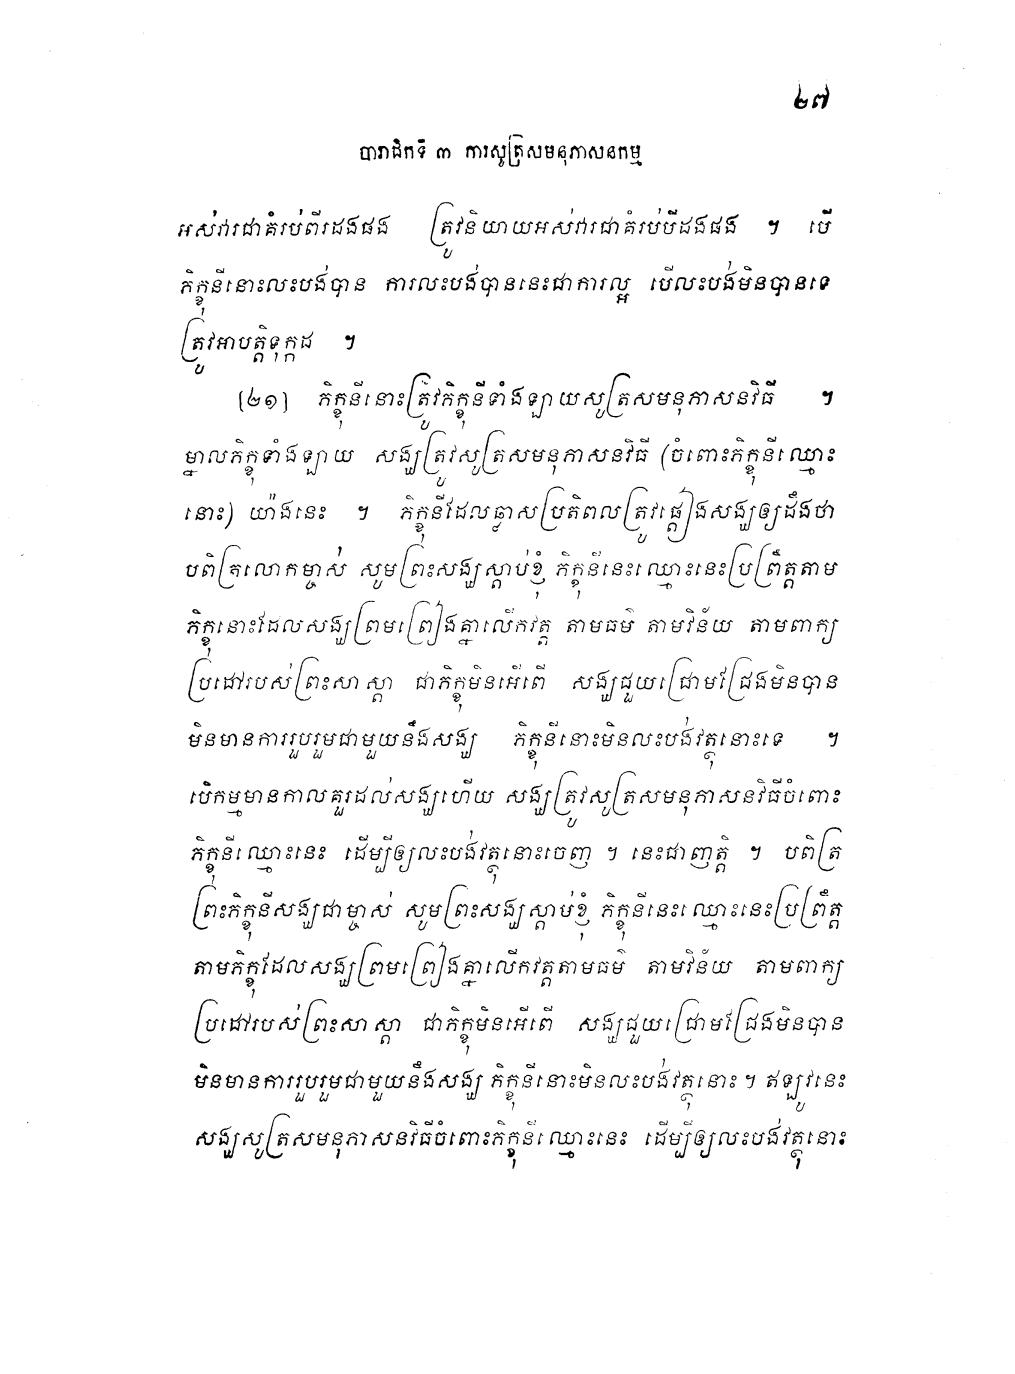 ២៧
បារាជិកទី ៣ ការសូត្រសមនុភាសនកម្ម
អស់វារជាគំរប់ពីរដងផង ត្រូវនិយាយអស់វារជាគំរប់បីដងផង ។ បើ
ភិក្ខុនីនោះលះបង់បាន ការលះបង់បាននេះជាការល្អ បើលះបង់មិនបានទេ
ត្រូវអាបត្តិទុក្កដ ។
[២១] ភិក្ខុនីនោះត្រូវភិក្ខុនីទាំងឡាយសូត្រសមនុភាសនវិធី ។
ម្នាលភិក្ខុទាំងឡាយ សង្ឃត្រូវសូត្រសមនុភាសនវិធី (ចំពោះភិក្ខុនីឈ្មោះ
នោះ) យ៉ាងនេះ ។ ភិក្ខុនីដែលឆ្លាសប្រតិពលត្រូវផ្តៀងសង្ឃឲ្យដឹងថា
បពិត្រលោកម្ចាស់ សូមព្រះសង្ឃស្តាប់ខ្ញុំ ភិក្ខុនីនេះឈ្មោះនេះប្រព្រឹត្តតាម
ភិក្ខុនោះដែលសង្ឃព្រមព្រៀងគ្នាលើកវត្ត តាមធម៌ តាមវិន័យ តាមពាក្យ
ប្រដៅរបស់ព្រះសាស្តា ជាភិក្ខុមិនអើពើ សង្ឃជួយជ្រោមជ្រែងមិនបាន
មិនមានការរួបរួមជាមួយនឹងសង្ឃ ភិក្ខុនីនោះមិនលះបង់វត្ថុនោះទេ ។
បើកម្មមានកាលគួរដល់សង្ឃហើយ សង្ឃត្រូវសូត្រសមនុភាសនវិធីចំពោះ
ភិក្ខុនីឈ្មោះនេះ ដើម្បីឲ្យលះបង់វត្ថុនោះចេញ ។ នេះជាញត្តិ ។ បពិត្រ
ព្រះភិក្ខុនីសង្ឃជាម្ចាស់ សូមព្រះសង្ឃស្តាប់ខ្ញុំ ភិក្ខុនីនេះឈ្មោះនេះប្រព្រឹត្ត
តាមភិក្ខុដែលសង្ឃព្រមព្រៀងគ្នាលើកវត្តតាមធម៌ តាមវិន័យ តាមពាក្យ
ប្រដៅរបស់ព្រះសាស្តា ជាភិក្ខុមិនអើពើ សង្ឃជួយជ្រោមជ្រែងមិនបាន
មិនមានការរួបរួមជាមួយនឹងសង្ឃ ភិក្ខុនីនោះមិនលះបង់វត្ថុនោះ ។ ឥឡូវនេះ
សង្ឃសូត្រសមនុភាសនវិធីចំពោះភិក្ខុនីឈ្មោះនេះ ដើម្បីឲ្យលះបង់វត្ថុនោះ